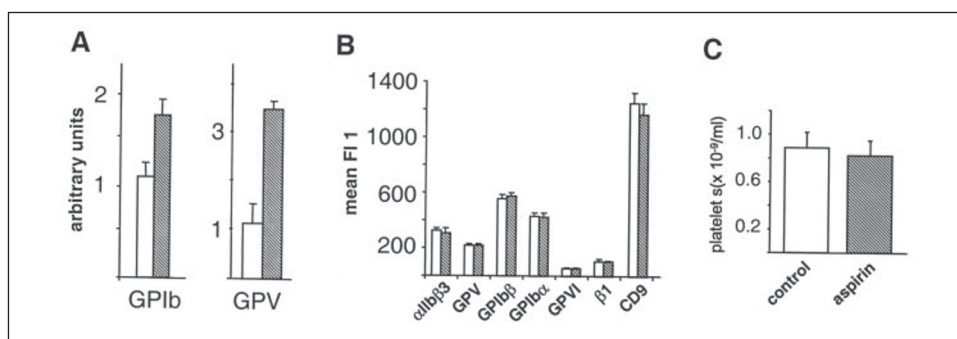 A
arbitrary units
2
1
GPIb
3
1
GPV
B
mean Fl 1
1400
1000
600
200
αIIbβ3
GPV
GPIbβ
GPIbα
GPVI
β1
CD9
C
platelet s(x 10⁻⁹/ml)
1.0
0.6
0.2
control
aspirin